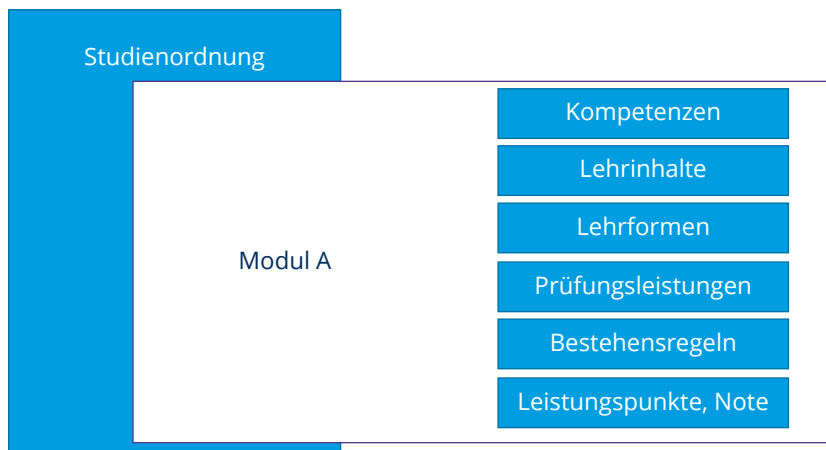 Studienordnung
Modul A
Kompetenzen
Lehrinhalte
Lehrformen
Prüfungsleistungen
Bestehensregeln
Leistungspunkte, Note